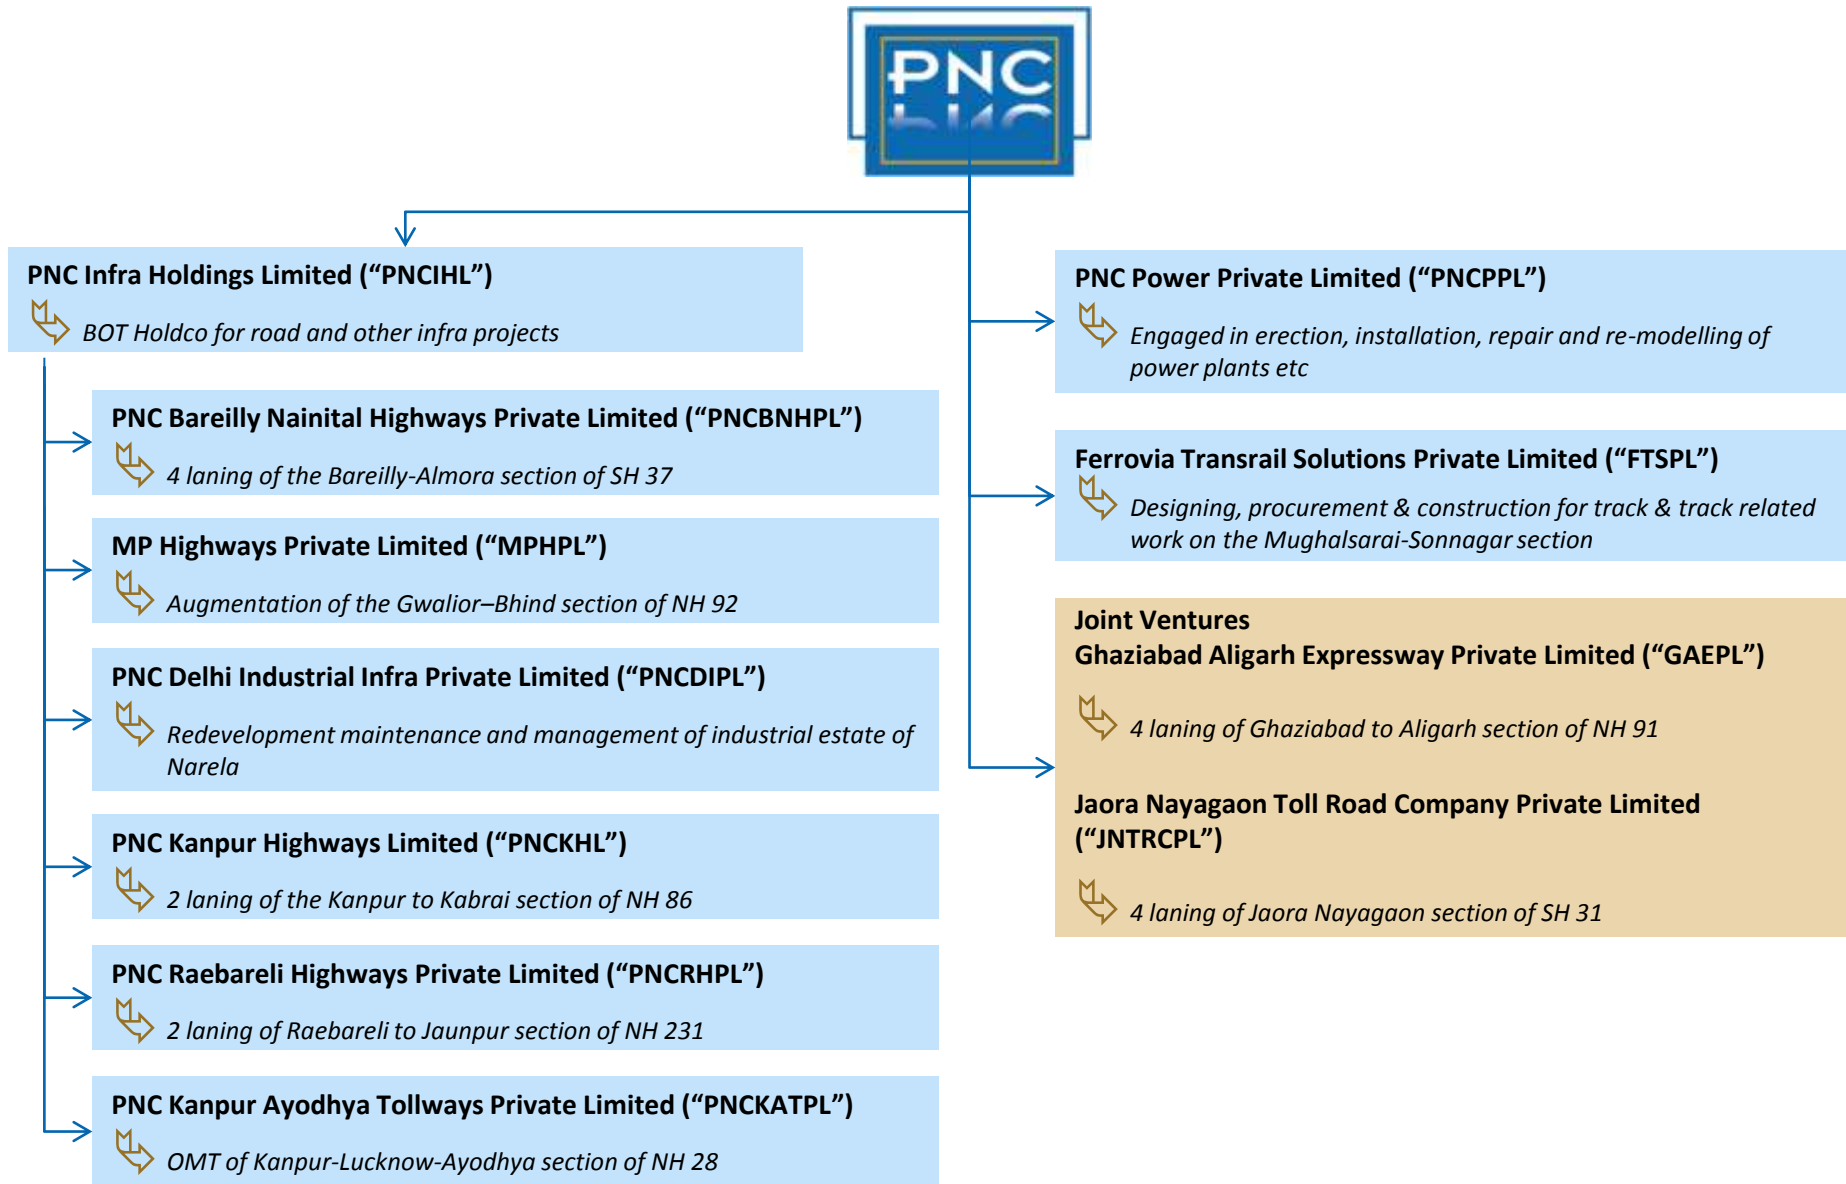 PNC
PNC Infra Holdings Limited (“PNCIHL”)
BOT Holdco for road and other infra projects
PNC Bareilly Nainital Highways Private Limited (“PNCBNHPL”)
4 laning of the Bareilly-Almora section of SH 37
MP Highways Private Limited (“MPHPL”)
Augmentation of the Gwalior–Bhind section of NH 92
PNC Delhi Industrial Infra Private Limited (“PNCDIPL”)
Redevelopment maintenance and management of industrial estate of
Narela
PNC Kanpur Highways Limited (“PNCKHL”)
2 laning of the Kanpur to Kabrai section of NH 86
PNC Raebareli Highways Private Limited (“PNCRHPL”)
2 laning of Raebareli to Jaunpur section of NH 231
PNC Kanpur Ayodhya Tollways Private Limited (“PNCKATPL”)
OMT of Kanpur-Lucknow-Ayodhya section of NH 28
PNC Power Private Limited (“PNCPPL”)
Engaged in erection, installation, repair and re-modelling of
power plants etc
Ferrovia Transrail Solutions Private Limited (“FTSPL”)
Designing, procurement & construction for track & track related
work on the Mughalsarai-Sonnagar section
Joint Ventures
Ghaziabad Aligarh Expressway Private Limited (“GAEPL”)
4 laning of Ghaziabad to Aligarh section of NH 91
Jaora Nayagaon Toll Road Company Private Limited
(“JNTRCPL”)
4 laning of Jaora Nayagaon section of SH 31